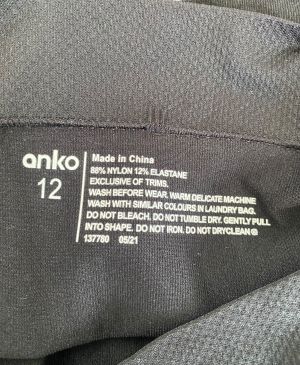 anko
12
Made in China
88% NYLON 12% ELASTANE
EXCLUSIVE OF TRIMS.
WASH BEFORE WEAR. WARM DELICATE MACHINE
WASH WITH SIMILAR COLOURS IN LAUNDRY BAG.
DO NOT BLEACH. DO NOT TUMBLE DRY. GENTLY PULL
INTO SHAPE. DO NOT IRON. DO NOT DRYCLEAN
137780 05/21